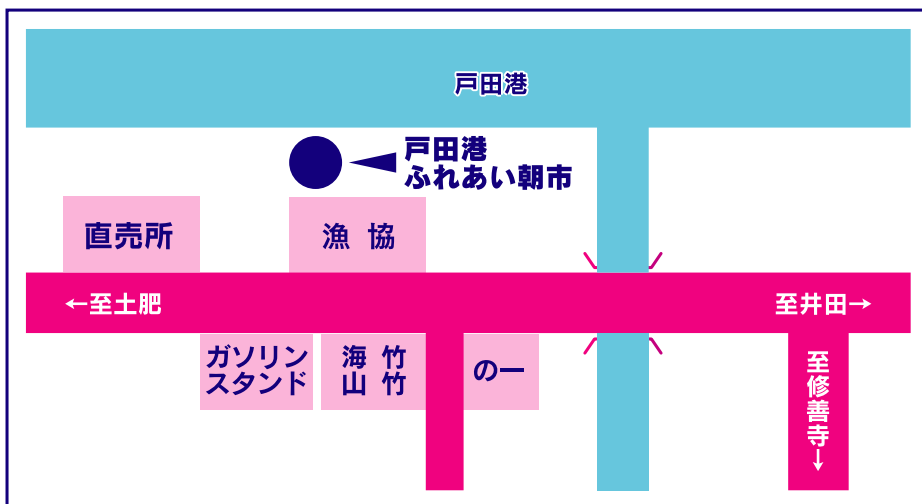 戸田港
戸田港
ふれあい朝市
直売所
漁協
←至土肥
至井田→
ガソリン
スタンド
海竹
山竹
の一
至修善寺→